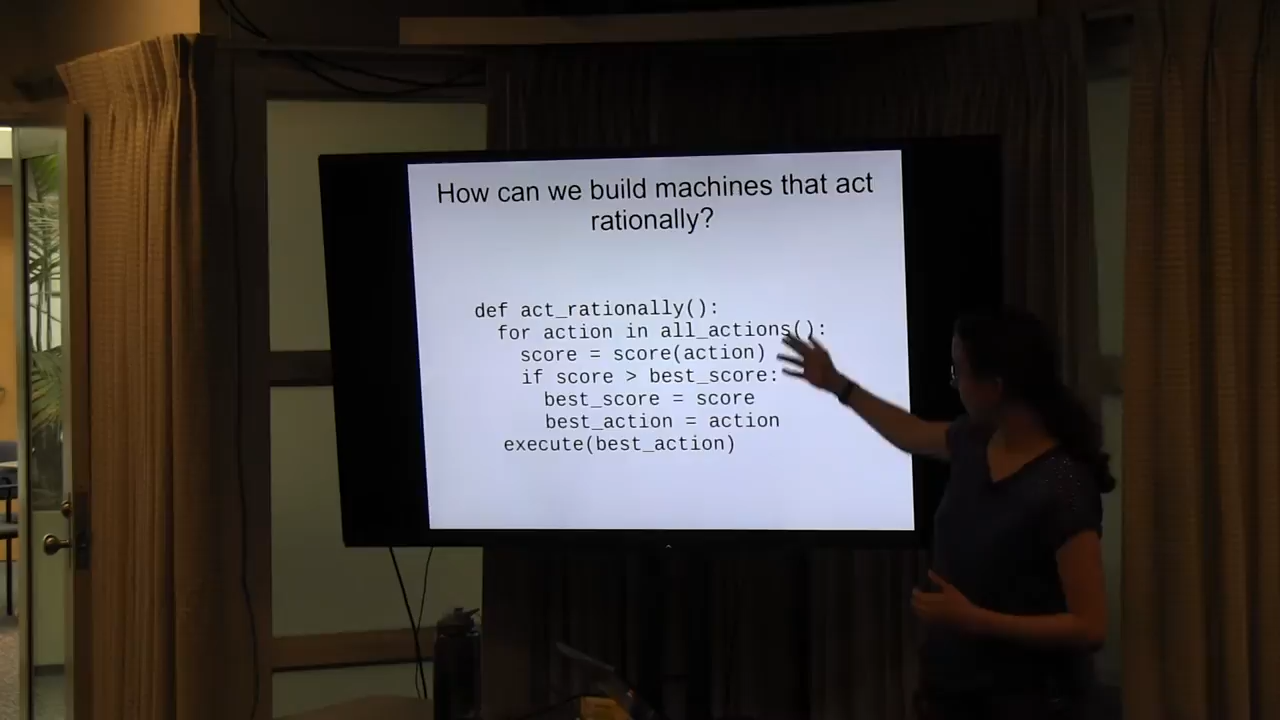 How can we build machines that act
rationally?
def act_rationally():
for action in all_actions():
score = score(action)
if score > best_score:
best_score = score
best_action = action
execute(best_action)